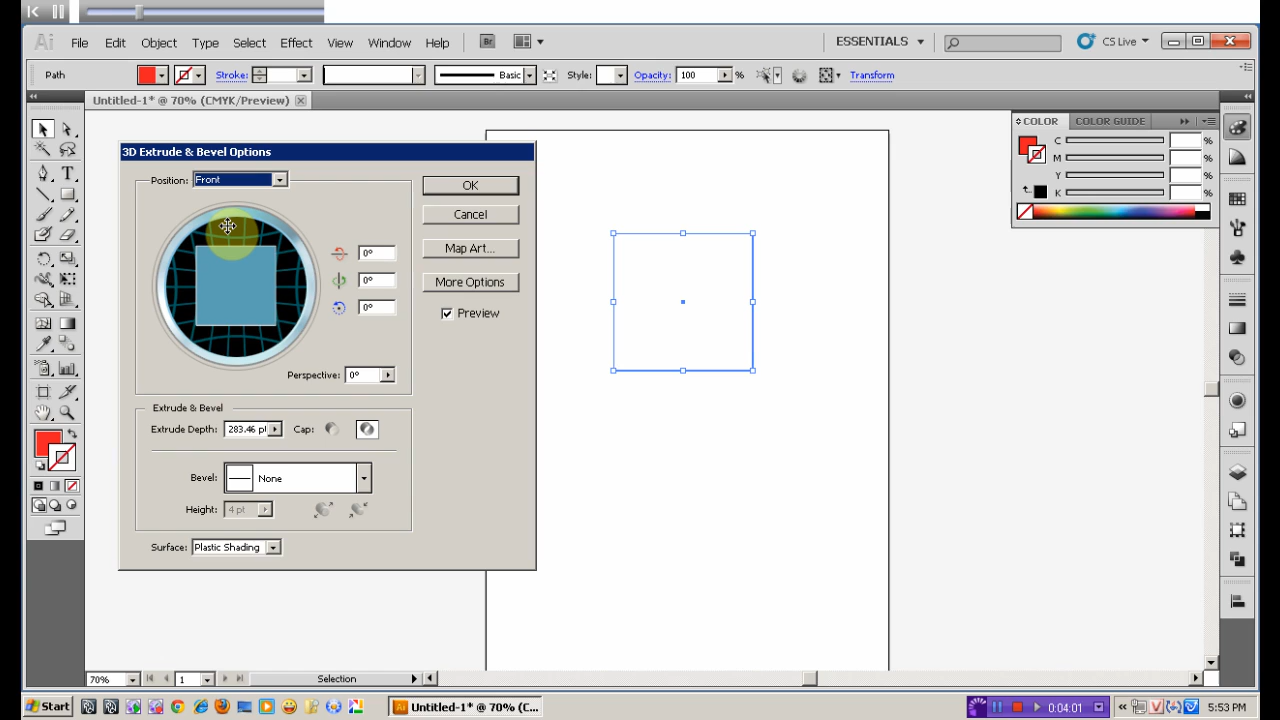 Ai File Edit Object Type Select Effect View Window Help Br ESSENTIALS CS Live
Path Stroke: Basic Style: Opacity: 100 % Transform
Untitled-1* @ 70% (CMYK/Preview)
COLOR COLOR GUIDE
C %
M %
Y %
K %
3D Extrude & Bevel Options
Position: Front
OK
Cancel
Map Art...
More Options
Preview
0°
0°
0°
Perspective: 0°
Extrude & Bevel
Extrude Depth: 283.46 pt Cap:
Bevel: None
Height: 4 pt
Surface: Plastic Shading
70% 1 Selection
Start Untitled-1* @ 70% (C... 0:04:01 5:53 PM